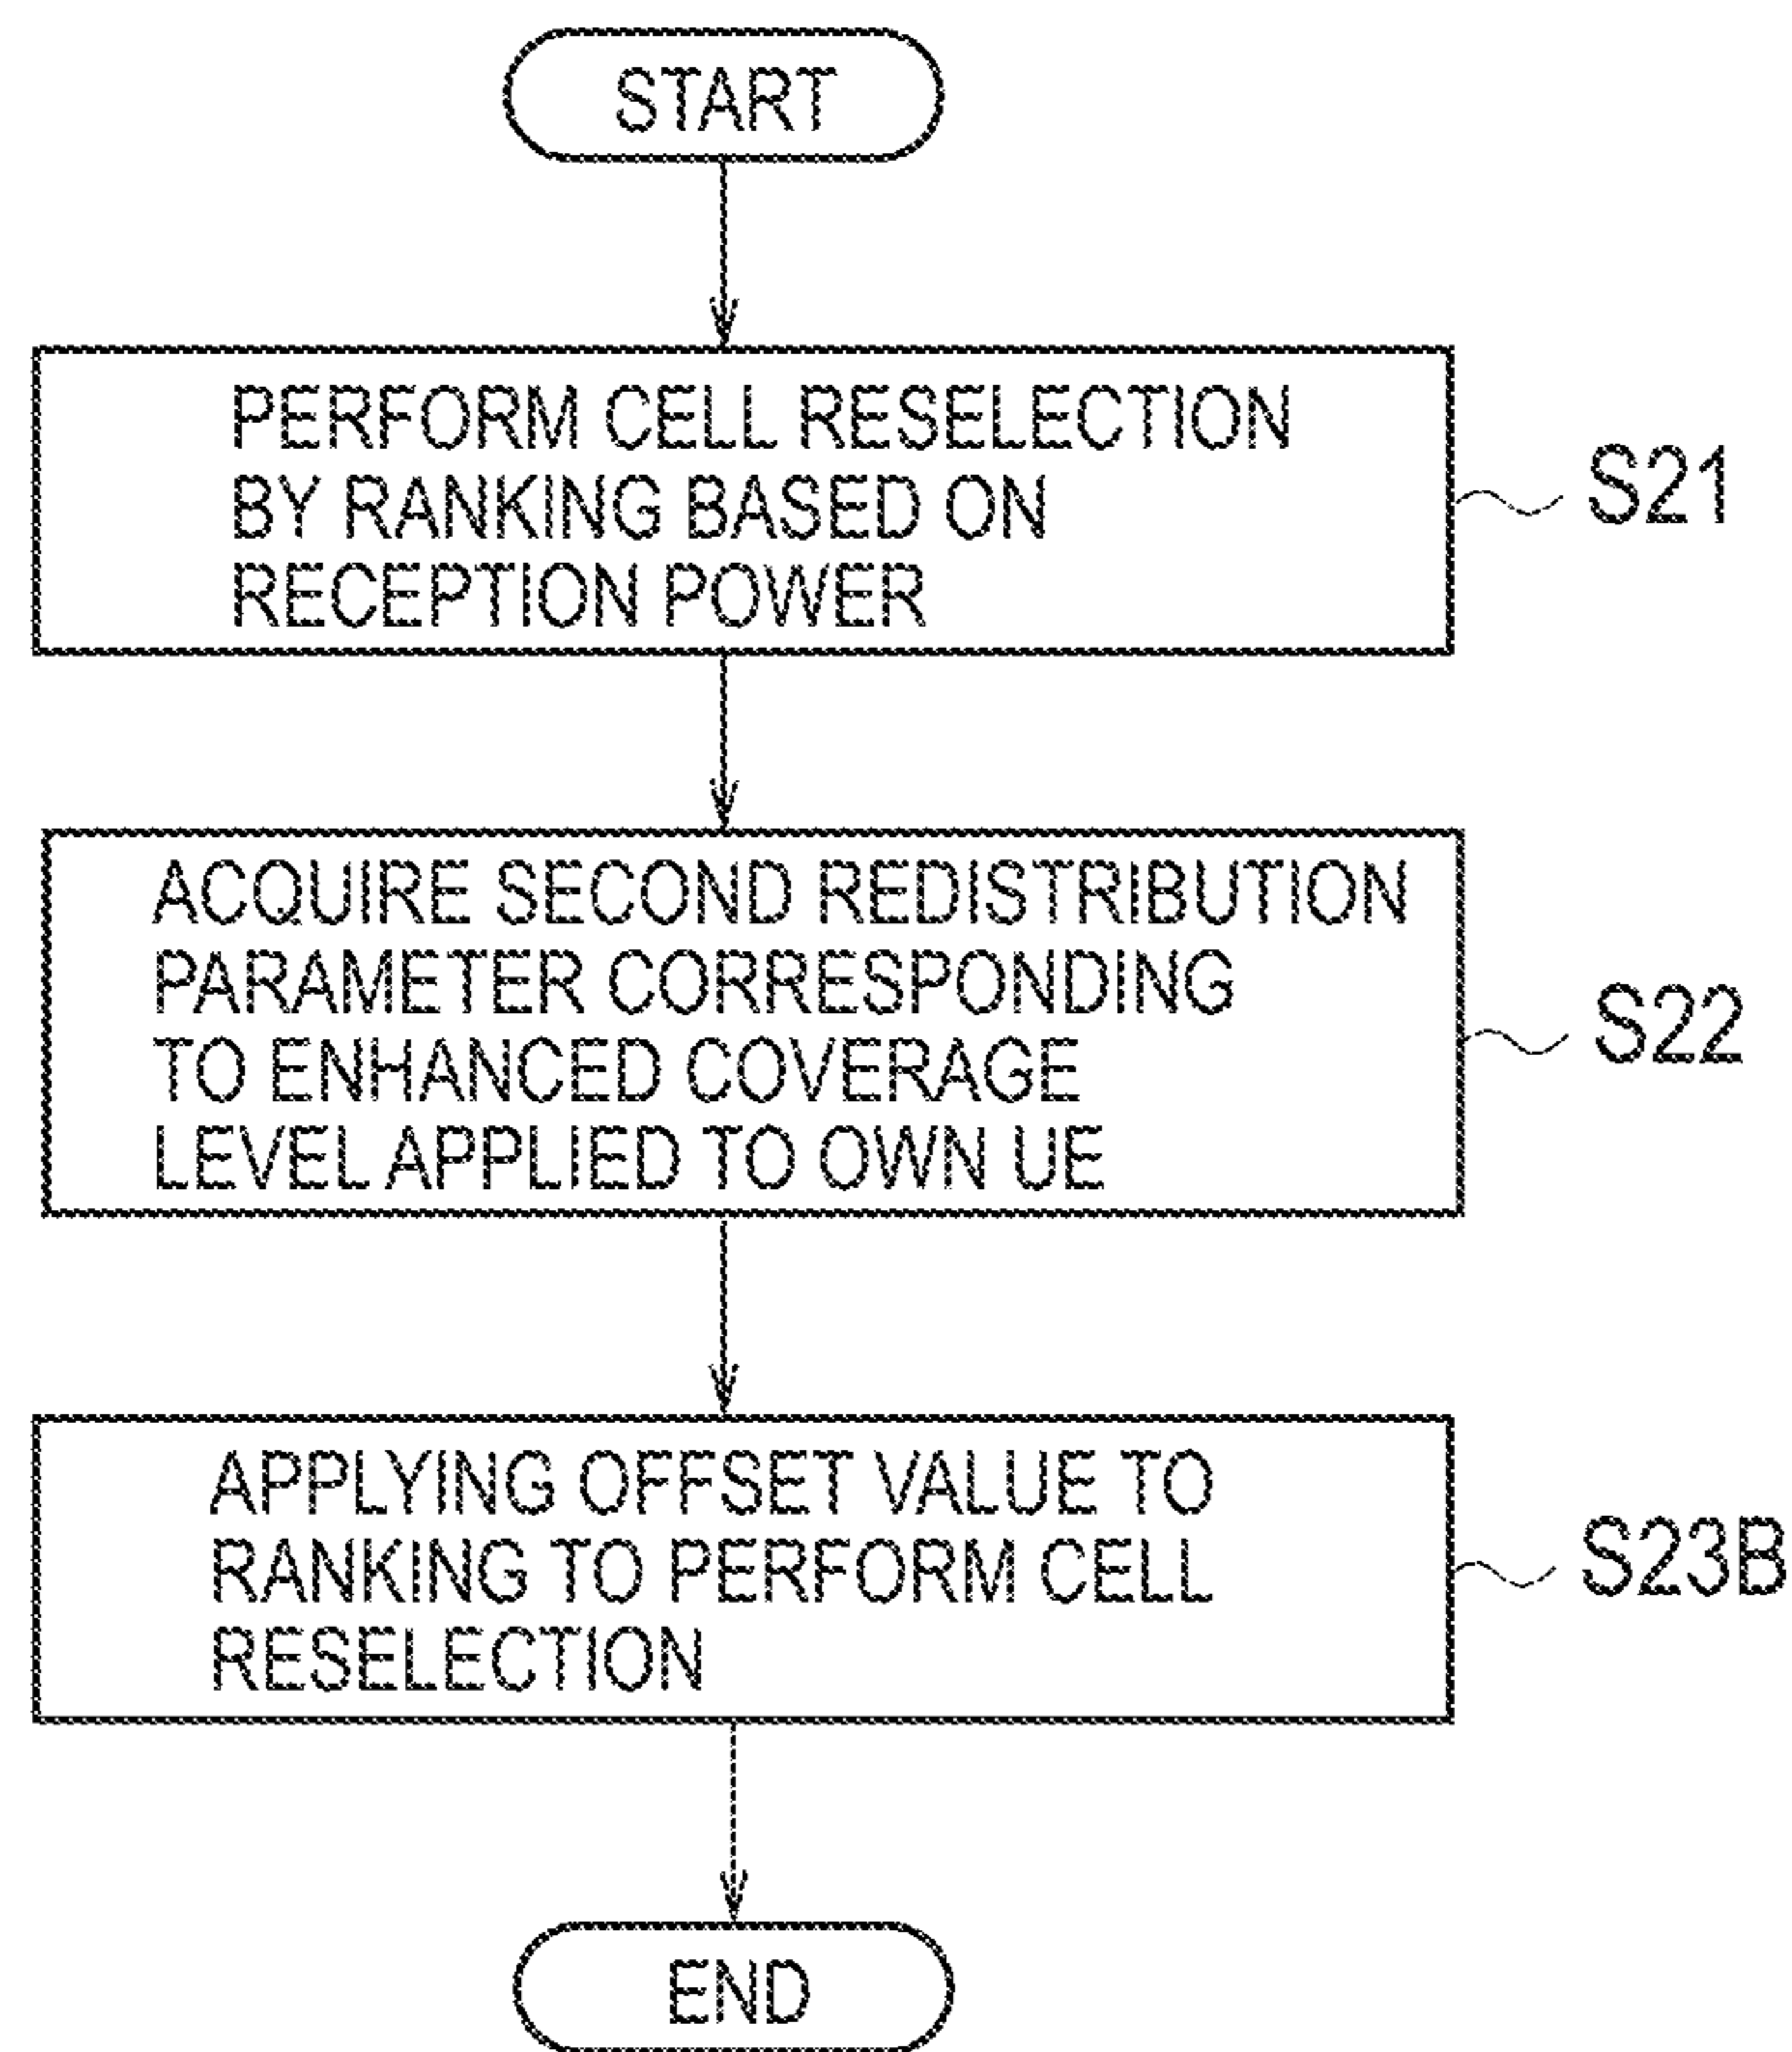 START
PERFORM CELL RESELECTION
BY RANKING BASED ON
RECEPTION POWER
S21
ACQUIRE SECOND REDISTRIBUTION
PARAMETER CORRESPONDING
TO ENHANCED COVERAGE
LEVEL APPLIED TO OWN UE
S22
APPLYING OFFSET VALUE TO
RANKING TO PERFORM CELL
RESELECTION
S23B
END